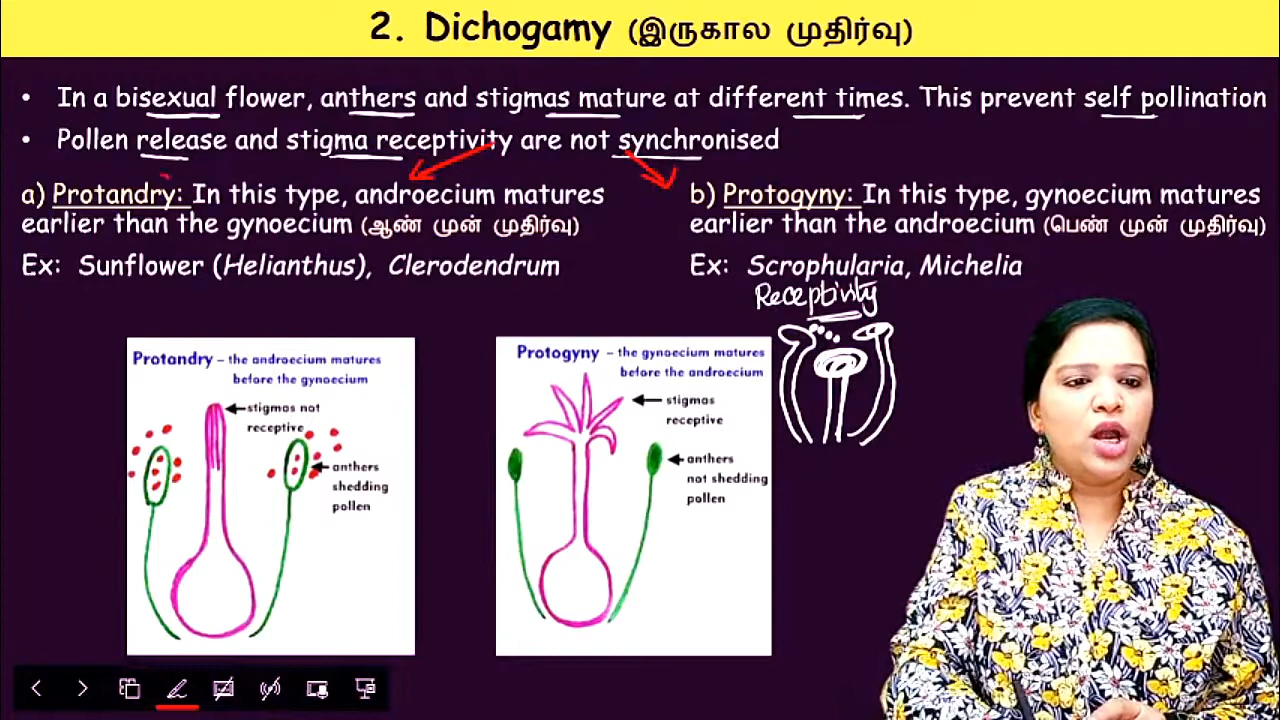 2. Dichogamy (இருகால முதிர்வு)
• In a bisexual flower, anthers and stigmas mature at different times. This prevent self pollination
• Pollen release and stigma receptivity are not synchronised
a) Protandry: In this type, androecium matures
earlier than the gynoecium (ஆண் முன் முதிர்வு)
Ex: Sunflower (Helianthus), Clerodendrum
b) Protogyny: In this type, gynoecium matures
earlier than the androecium (பெண் முன் முதிர்வு)
Ex: Scrophularia, Michelia
Receptivity
Protandry – the androecium matures
before the gynoecium
stigmas not
receptive
anthers
shedding
pollen
Protogyny – the gynoecium matures
before the androecium
stigmas
receptive
anthers
not shedding
pollen